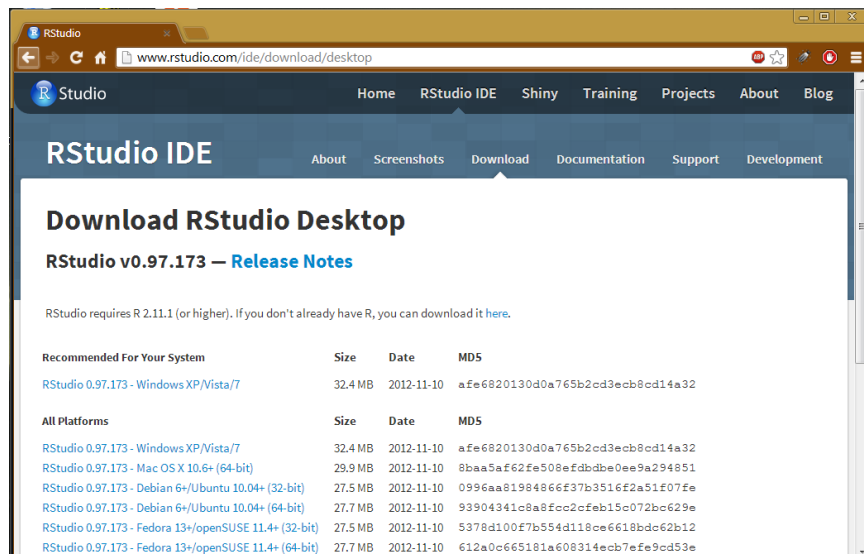 RStudio
www.rstudio.com/ide/download/desktop
ABP
R Studio Home RStudio IDE Shiny Training Projects About Blog
RStudio IDE About Screenshots Download Documentation Support Development
Download RStudio Desktop
RStudio v0.97.173 — Release Notes
RStudio requires R 2.11.1 (or higher). If you don't already have R, you can download it here.
Recommended For Your System Size Date MD5
RStudio 0.97.173 - Windows XP/Vista/7 32.4 MB 2012-11-10 afe6820130d0a765b2cd3ecb8cd14a32
All Platforms Size Date MD5
RStudio 0.97.173 - Windows XP/Vista/7 32.4 MB 2012-11-10 afe6820130d0a765b2cd3ecb8cd14a32
RStudio 0.97.173 - Mac OS X 10.6+ (64-bit) 29.9 MB 2012-11-10 8baa5af62fe508efdbdbe0ee9a294851
RStudio 0.97.173 - Debian 6+/Ubuntu 10.04+ (32-bit) 27.5 MB 2012-11-10 0996aa81984866f37b3516f2a51f07fe
RStudio 0.97.173 - Debian 6+/Ubuntu 10.04+ (64-bit) 27.7 MB 2012-11-10 93904341c8a8fcc2cfeb15c072bc629e
RStudio 0.97.173 - Fedora 13+/openSUSE 11.4+ (32-bit) 27.5 MB 2012-11-10 5378d100f7b554d118ce6618bdc62b12
RStudio 0.97.173 - Fedora 13+/openSUSE 11.4+ (64-bit) 27.7 MB 2012-11-10 612a0c665181a608314ecb7efe9cd53e